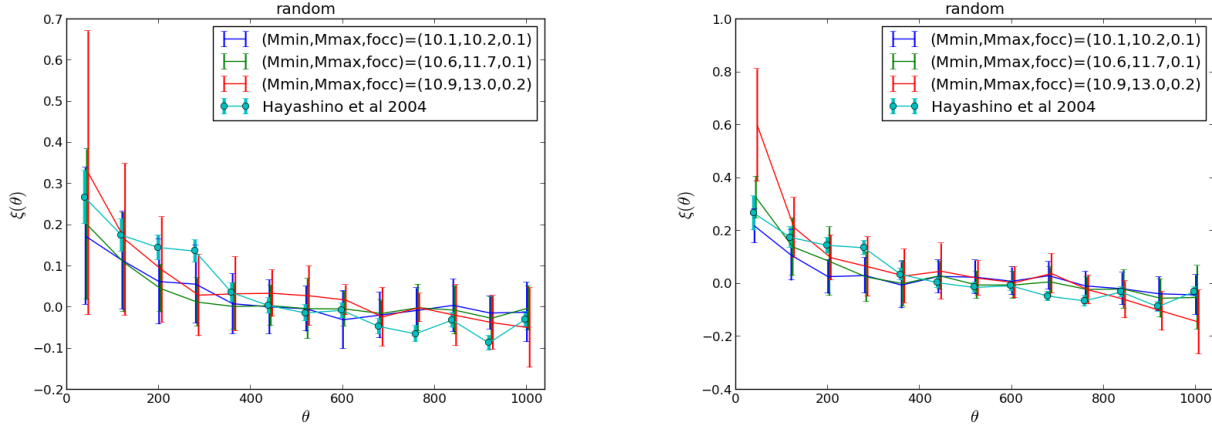 random
0.7
0.6
0.5
0.4
0.3
0.2
0.1
0.0
−0.1
−0.2
ξ(θ)
(Mmin,Mmax,focc)=(10.1,10.2,0.1)
(Mmin,Mmax,focc)=(10.6,11.7,0.1)
(Mmin,Mmax,focc)=(10.9,13.0,0.2)
Hayashino et al 2004
0 200 400 600 800 1000
θ
random
1.0
0.8
0.6
0.4
0.2
0.0
−0.2
−0.4
ξ(θ)
(Mmin,Mmax,focc)=(10.1,10.2,0.1)
(Mmin,Mmax,focc)=(10.6,11.7,0.1)
(Mmin,Mmax,focc)=(10.9,13.0,0.2)
Hayashino et al 2004
0 200 400 600 800 1000
θ